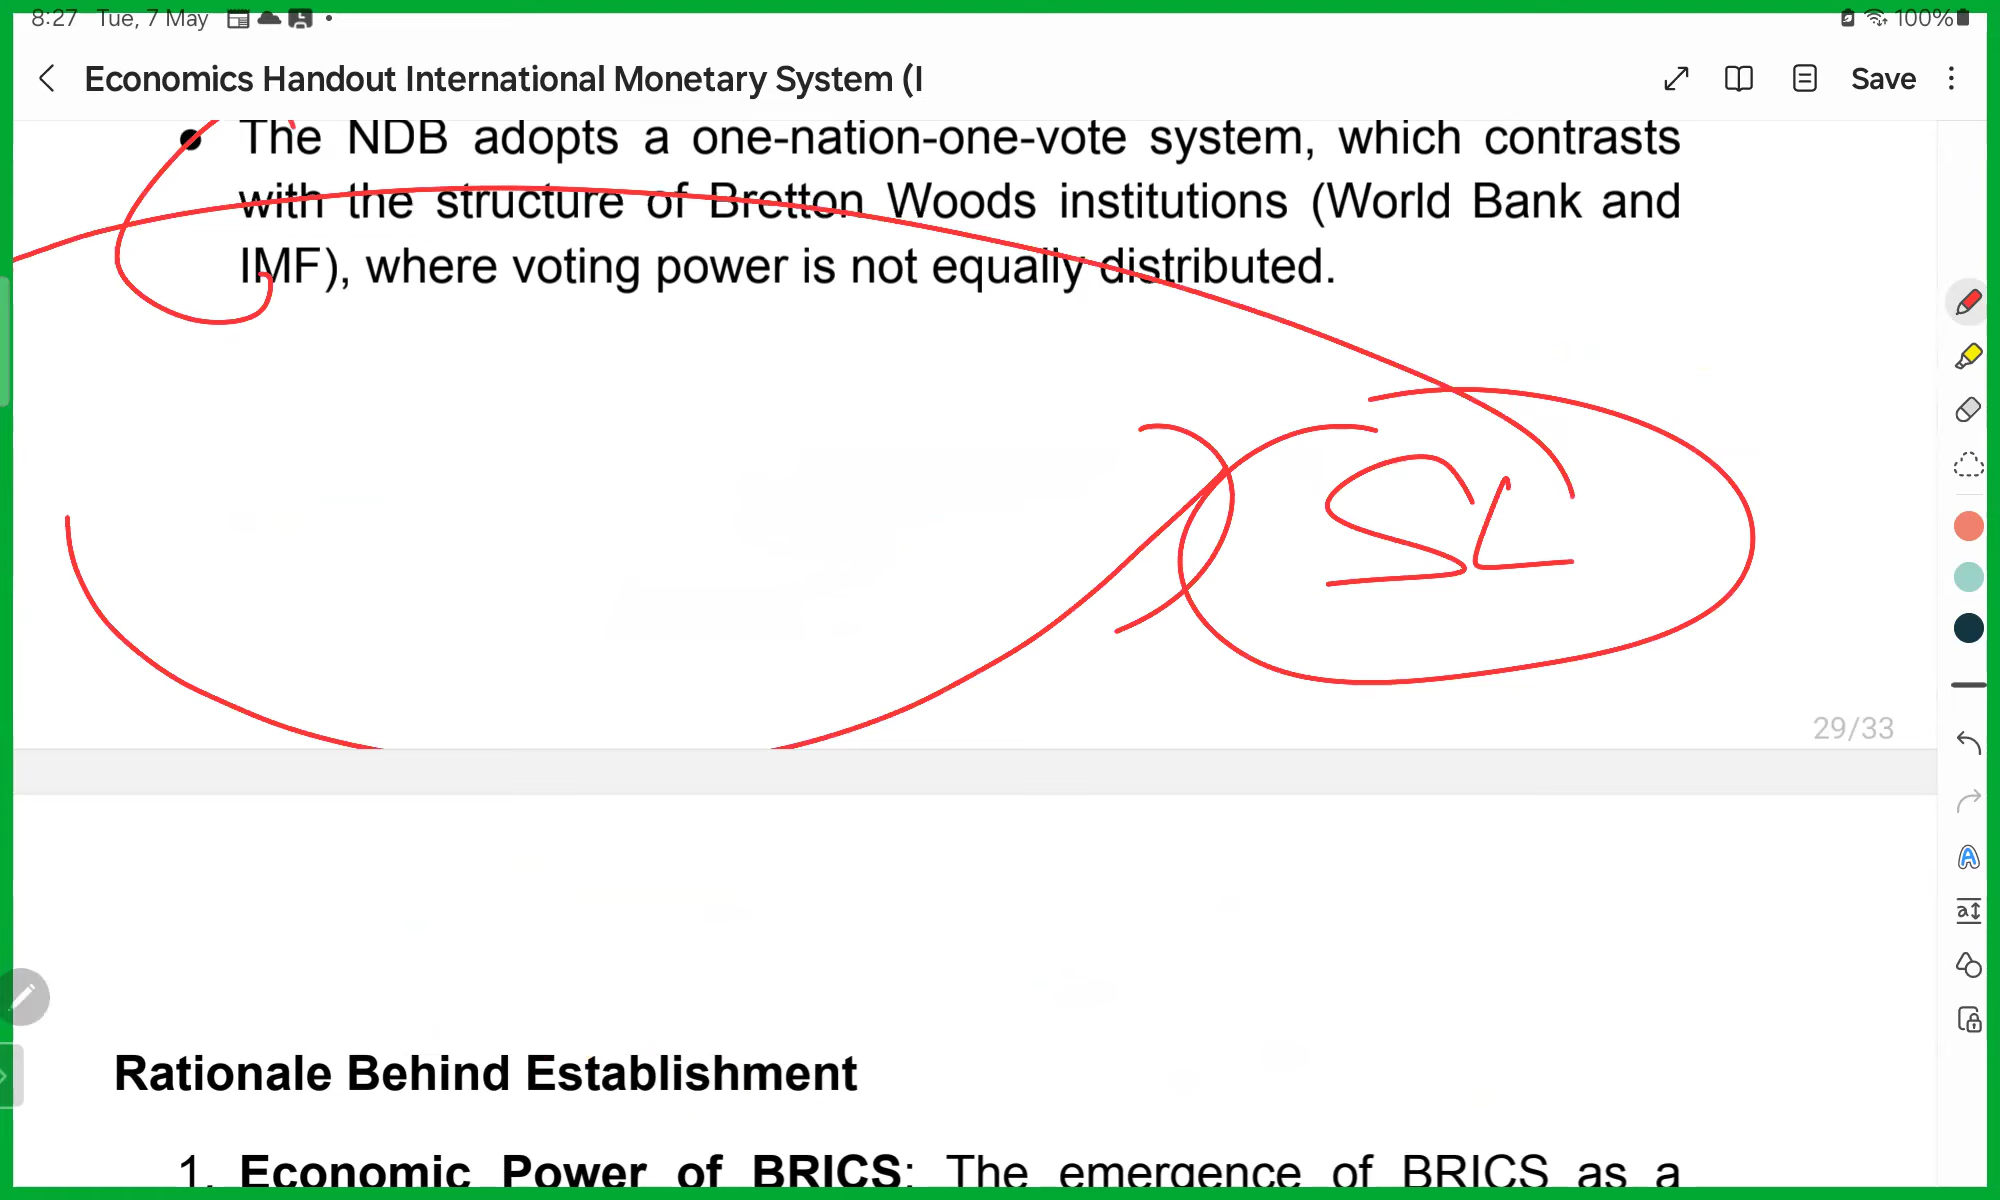 8:27 Tue, 7 May
100%
Economics Handout International Monetary System (I
Save
The NDB adopts a one-nation-one-vote system, which contrasts
with the structure of Bretton Woods institutions (World Bank and
IMF), where voting power is not equally distributed.
SL
29/33
Rationale Behind Establishment
1. Economic Power of BRICS: The emergence of BRICS as a